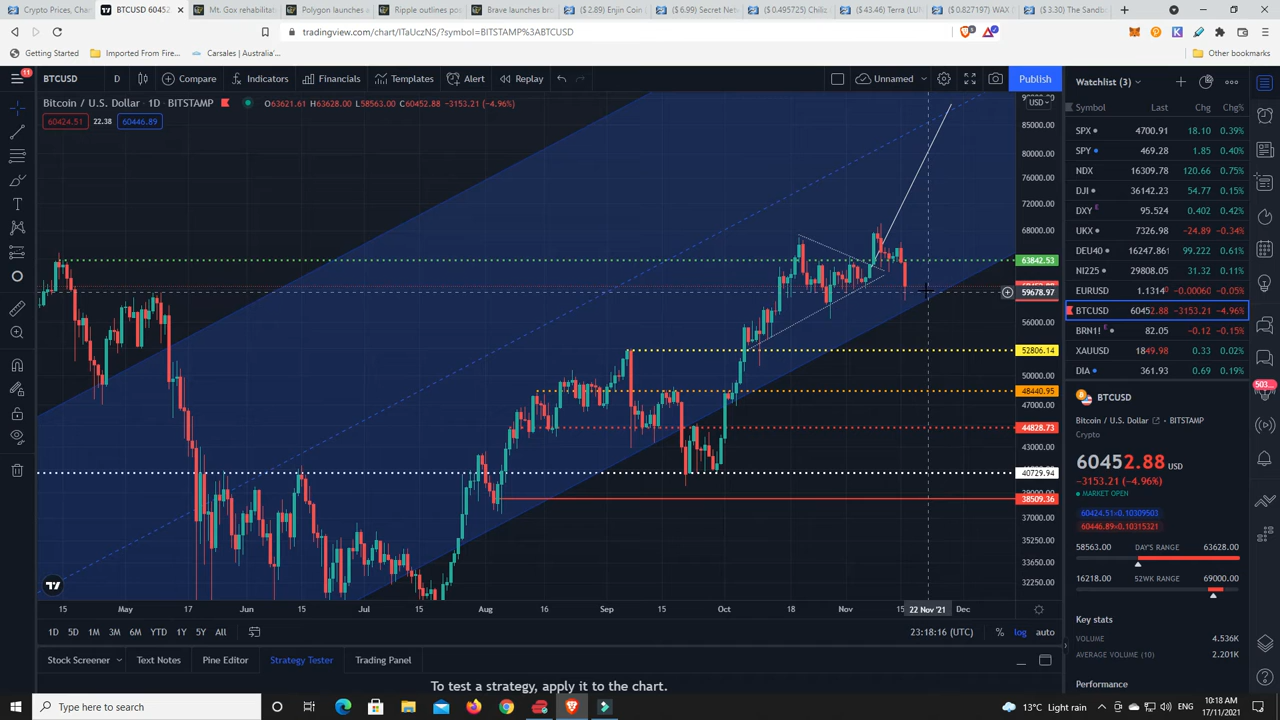 Crypto Prices, Char
BTCUSD 60452
Mt. Gox rehabilitat
Polygon launches
Ripple outlines pos
Brave launches bro
($2.89) Enjin Coin
($6.99) Secret Net
($0.495725) Chiliz
($43.46) Terra (LU
($0.827197) WAX
($3.30) The Sandb
tradingview.com/chart/ITaUczNS/?symbol=BITSTAMP%3ABTCUSD
Getting Started
Imported From Fire...
Carsales | Australia'...
Other bookmarks
11
BTCUSD
D
Compare
Indicators
Financials
Templates
Alert
Replay
Unnamed
Publish
Watchlist (3)
Bitcoin / U.S. Dollar · 1D · BITSTAMP
O63621.61 H63628.00 L58563.00 C60452.88 −3153.21 (−4.96%)
60424.51
22.38
60446.89
USD
85000.00
80000.00
76000.00
72000.00
68000.00
63842.53
59678.97
56000.00
52806.14
50000.00
48440.95
47000.00
44828.73
43000.00
40729.94
38509.36
37000.00
35250.00
33650.00
32250.00
15
May
17
Jun
15
Jul
15
Aug
16
Sep
15
Oct
18
Nov
15
22 Nov '21
Dec
1D
5D
1M
3M
6M
YTD
1Y
5Y
All
23:18:16 (UTC)
%
log
auto
Stock Screener
Text Notes
Pine Editor
Strategy Tester
Trading Panel
To test a strategy, apply it to the chart.
Symbol Last Chg Chg%
SPX 4700.91 18.10 0.39%
SPY 469.28 1.85 0.40%
NDX 16309.78 120.66 0.75%
DJI 36142.23 54.77 0.15%
DXY E 95.524 0.402 0.42%
UKX 7326.98 −24.89 −0.34%
DEU40 16247.861 99.222 0.61%
NI225 29808.05 31.32 0.11%
EURUSD 1.13140 −0.00060 −0.05%
BTCUSD 60452.88 −3153.21 −4.96%
BRN1! E 82.05 −0.12 −0.15%
XAUUSD 1849.98 0.33 0.02%
DIA 361.93 0.69 0.19%
BTCUSD
Bitcoin / U.S. Dollar
BITSTAMP
Crypto
60452.88 USD
−3153.21 (−4.96%)
MARKET OPEN
60424.51×0.10309503
60446.89×0.10315321
58563.00 DAY'S RANGE 63628.00
16218.00 52WK RANGE 69000.00
Key stats
VOLUME 4.536K
AVERAGE VOLUME (10) 2.201K
Performance
503
Type here to search
13°C Light rain
10:18 AM
17/11/2021